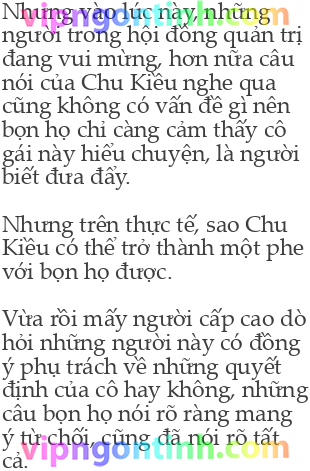 Nhưng vào lúc này những
người trong hội đồng quản trị
đang vui mừng, hơn nữa câu
nói của Chu Kiều nghe qua
cũng không có vấn đề gì nên
bọn họ chỉ càng cảm thấy cô
gái này hiểu chuyện, là người
biết đưa đẩy.
Nhưng trên thực tế, sao Chu
Kiều có thể trở thành một phe
với bọn họ được.
Vừa rồi mấy người cấp cao dò
hỏi những người này có đồng
ý phụ trách về những quyết
định của cô hay không, những
câu bọn họ nói rõ ràng mang
ý từ chối, cũng đã nói rõ tất
cả.
vipngontinh.com
vipngontinh.com